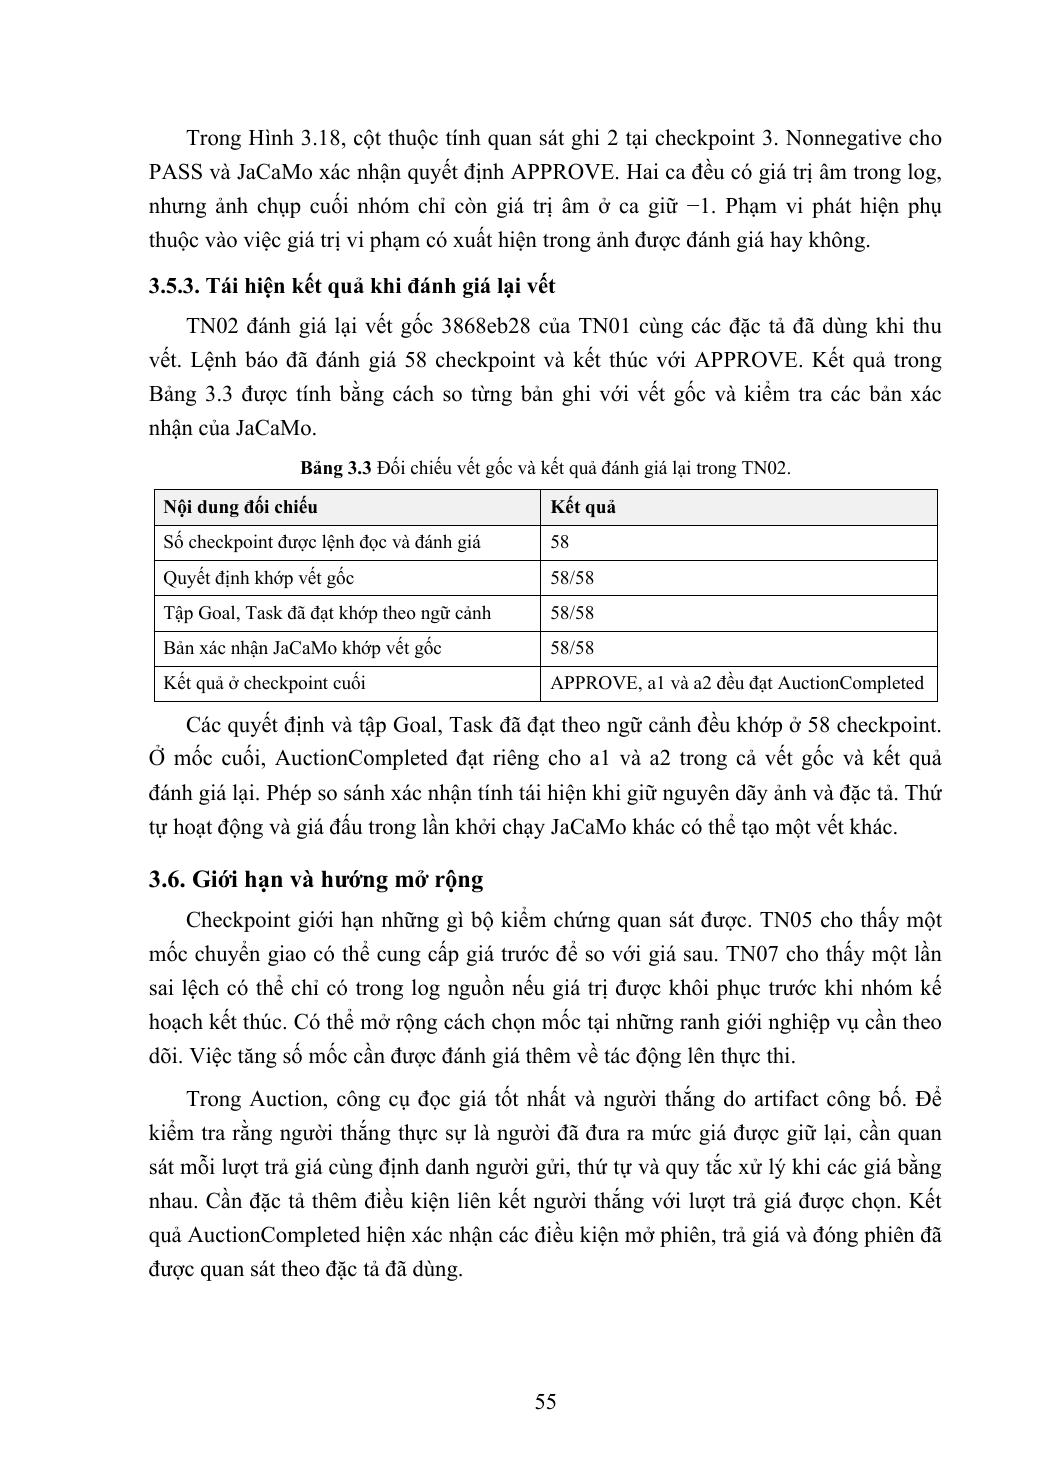 Trong Hình 3.18, cột thuộc tính quan sát ghi 2 tại checkpoint 3. Nonnegative cho
PASS và JaCaMo xác nhận quyết định APPROVE. Hai ca đều có giá trị âm trong log,
nhưng ảnh chụp cuối nhóm chỉ còn giá trị âm ở ca giữ −1. Phạm vi phát hiện phụ
thuộc vào việc giá trị vi phạm có xuất hiện trong ảnh được đánh giá hay không.
3.5.3. Tái hiện kết quả khi đánh giá lại vết
TN02 đánh giá lại vết gốc 3868eb28 của TN01 cùng các đặc tả đã dùng khi thu
vết. Lệnh báo đã đánh giá 58 checkpoint và kết thúc với APPROVE. Kết quả trong
Bảng 3.3 được tính bằng cách so từng bản ghi với vết gốc và kiểm tra các bản xác
nhận của JaCaMo.
Bảng 3.3 Đối chiếu vết gốc và kết quả đánh giá lại trong TN02.
Nội dung đối chiếu Kết quả
Số checkpoint được lệnh đọc và đánh giá 58
Quyết định khớp vết gốc 58/58
Tập Goal, Task đã đạt khớp theo ngữ cảnh 58/58
Bản xác nhận JaCaMo khớp vết gốc 58/58
Kết quả ở checkpoint cuối APPROVE, a1 và a2 đều đạt AuctionCompleted
Các quyết định và tập Goal, Task đã đạt theo ngữ cảnh đều khớp ở 58 checkpoint.
Ở mốc cuối, AuctionCompleted đạt riêng cho a1 và a2 trong cả vết gốc và kết quả
đánh giá lại. Phép so sánh xác nhận tính tái hiện khi giữ nguyên dãy ảnh và đặc tả. Thứ
tự hoạt động và giá đấu trong lần khởi chạy JaCaMo khác có thể tạo một vết khác.
3.6. Giới hạn và hướng mở rộng
Checkpoint giới hạn những gì bộ kiểm chứng quan sát được. TN05 cho thấy một
mốc chuyển giao có thể cung cấp giá trước để so với giá sau. TN07 cho thấy một lần
sai lệch có thể chỉ có trong log nguồn nếu giá trị được khôi phục trước khi nhóm kế
hoạch kết thúc. Có thể mở rộng cách chọn mốc tại những ranh giới nghiệp vụ cần theo
dõi. Việc tăng số mốc cần được đánh giá thêm về tác động lên thực thi.
Trong Auction, công cụ đọc giá tốt nhất và người thắng do artifact công bố. Để
kiểm tra rằng người thắng thực sự là người đã đưa ra mức giá được giữ lại, cần quan
sát mỗi lượt trả giá cùng định danh người gửi, thứ tự và quy tắc xử lý khi các giá bằng
nhau. Cần đặc tả thêm điều kiện liên kết người thắng với lượt trả giá được chọn. Kết
quả AuctionCompleted hiện xác nhận các điều kiện mở phiên, trả giá và đóng phiên đã
được quan sát theo đặc tả đã dùng.
55